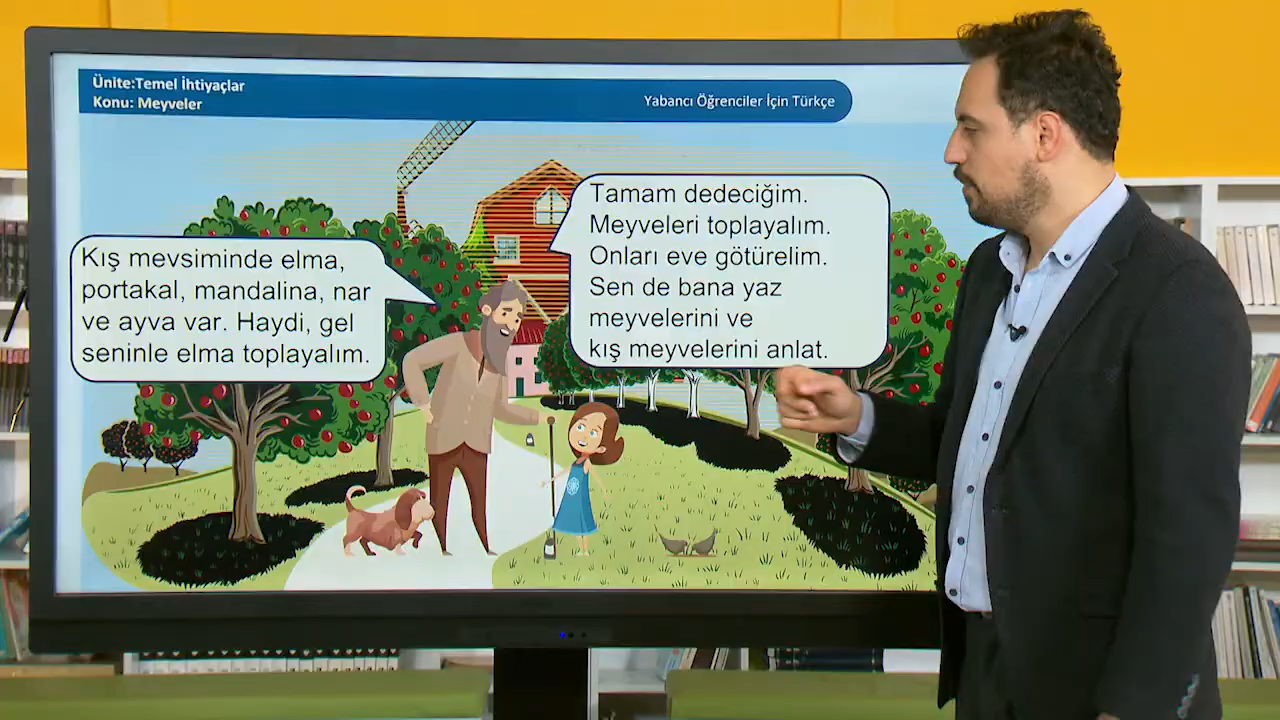 Ünite:Temel İhtiyaçlar
Konu: Meyveler
Yabancı Öğrenciler İçin Türkçe
Kış mevsiminde elma,
portakal, mandalina, nar
ve ayva var. Haydi, gel
seninle elma toplayalım.
Tamam dedeciğim.
Meyveleri toplayalım.
Onları eve götürelim.
Sen de bana yaz
meyvelerini ve
kış meyvelerini anlat.